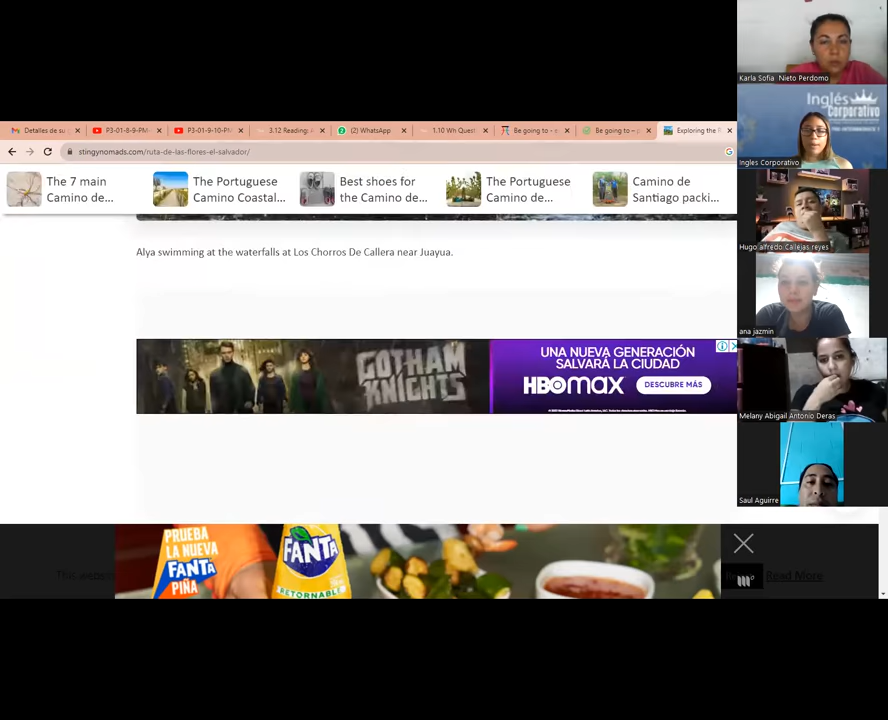 Detalles de su
P3-01-8-9-PM-
P3-01-9-10-PM-
3.12 Reading:
(2) WhatsApp
1.10 Wh Quest
Be going to -
Be going to – p
Exploring the R
stingynomads.com/ruta-de-las-flores-el-salvador/
The 7 main
Camino de...
The Portuguese
Camino Coastal...
Best shoes for
the Camino de...
The Portuguese
Camino de...
Camino de
Santiago packi...
Alya swimming at the waterfalls at Los Chorros De Callera near Juayua.
GOTHAM
KNIGHTS
UNA NUEVA GENERACIÓN
SALVARÁ LA CIUDAD
HBOMAX
DESCUBRE MÁS
PRUEBA
LA NUEVA
FANTA
PIÑA
FANTA
RETORNABLE
This
Read More
Karla Sofia Nieto Perdomo
Inglés
Corporativo
Ingles Corporativo
Hugo alfredo Callejas reyes
ana jazmin
Melany Abigail Antonio Deras
Saul Aguirre